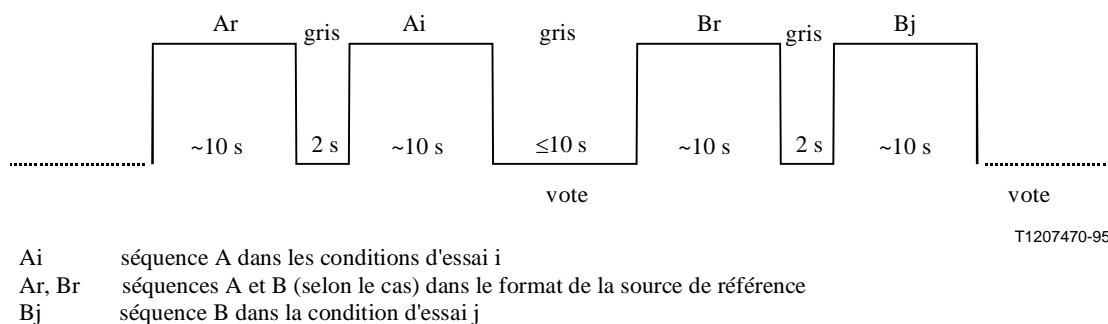 Ar gris Ai gris Br gris Bj
~10 s 2 s ~10 s ≤10 s ~10 s 2 s ~10 s
vote vote
T1207470-95
Ai séquence A dans les conditions d'essai i
Ar, Br séquences A et B (selon le cas) dans le format de la source de référence
Bj séquence B dans la condition d'essai j